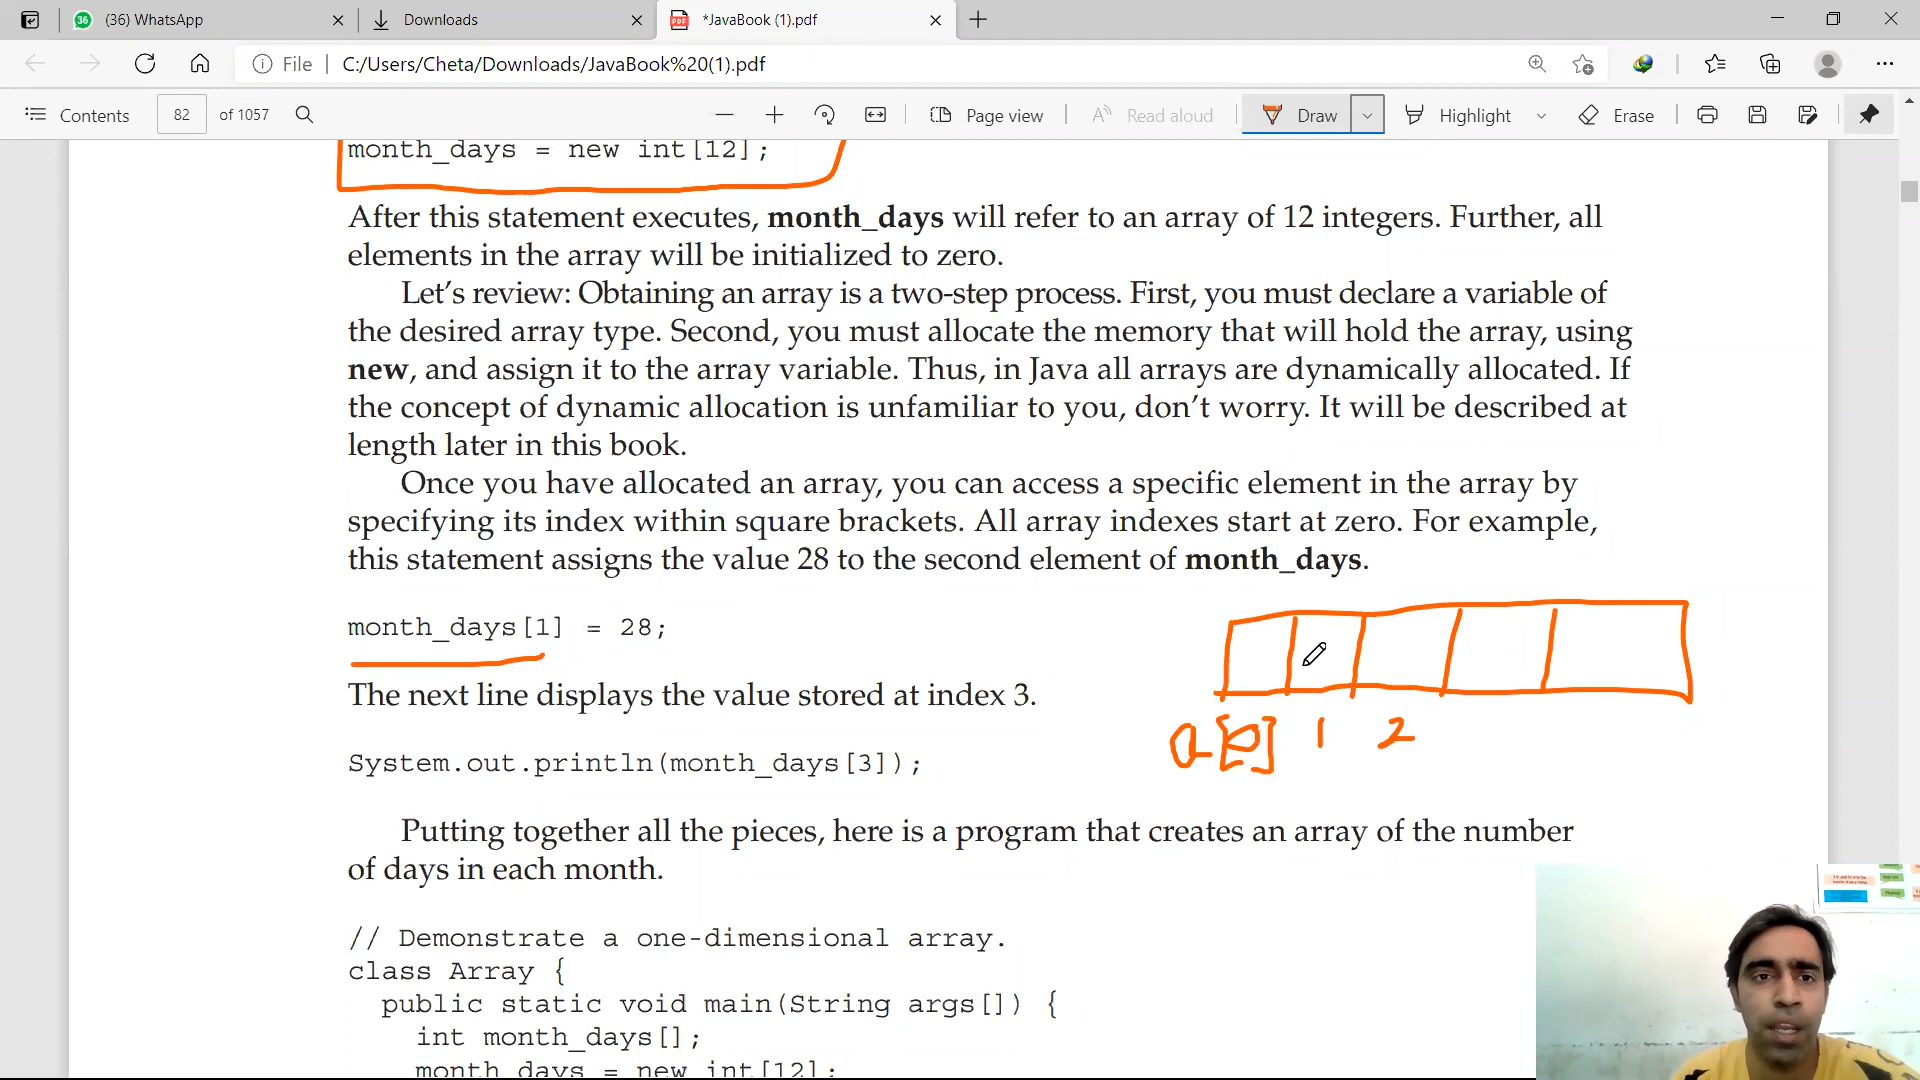 36 (36) WhatsApp Downloads PDF *JavaBook (1).pdf
File C:/Users/Cheta/Downloads/JavaBook%20(1).pdf
Contents 82 of 1057 Page view Read aloud Draw Highlight Erase
month_days = new int[12];
After this statement executes, month_days will refer to an array of 12 integers. Further, all
elements in the array will be initialized to zero.
Let's review: Obtaining an array is a two-step process. First, you must declare a variable of
the desired array type. Second, you must allocate the memory that will hold the array, using
new, and assign it to the array variable. Thus, in Java all arrays are dynamically allocated. If
the concept of dynamic allocation is unfamiliar to you, don't worry. It will be described at
length later in this book.
Once you have allocated an array, you can access a specific element in the array by
specifying its index within square brackets. All array indexes start at zero. For example,
this statement assigns the value 28 to the second element of month_days.
month_days[1] = 28;
The next line displays the value stored at index 3.
a[0] 1 2
System.out.println(month_days[3]);
Putting together all the pieces, here is a program that creates an array of the number
of days in each month.
// Demonstrate a one-dimensional array.
class Array {
public static void main(String args[]) {
int month_days[];
month_days = new int[12];